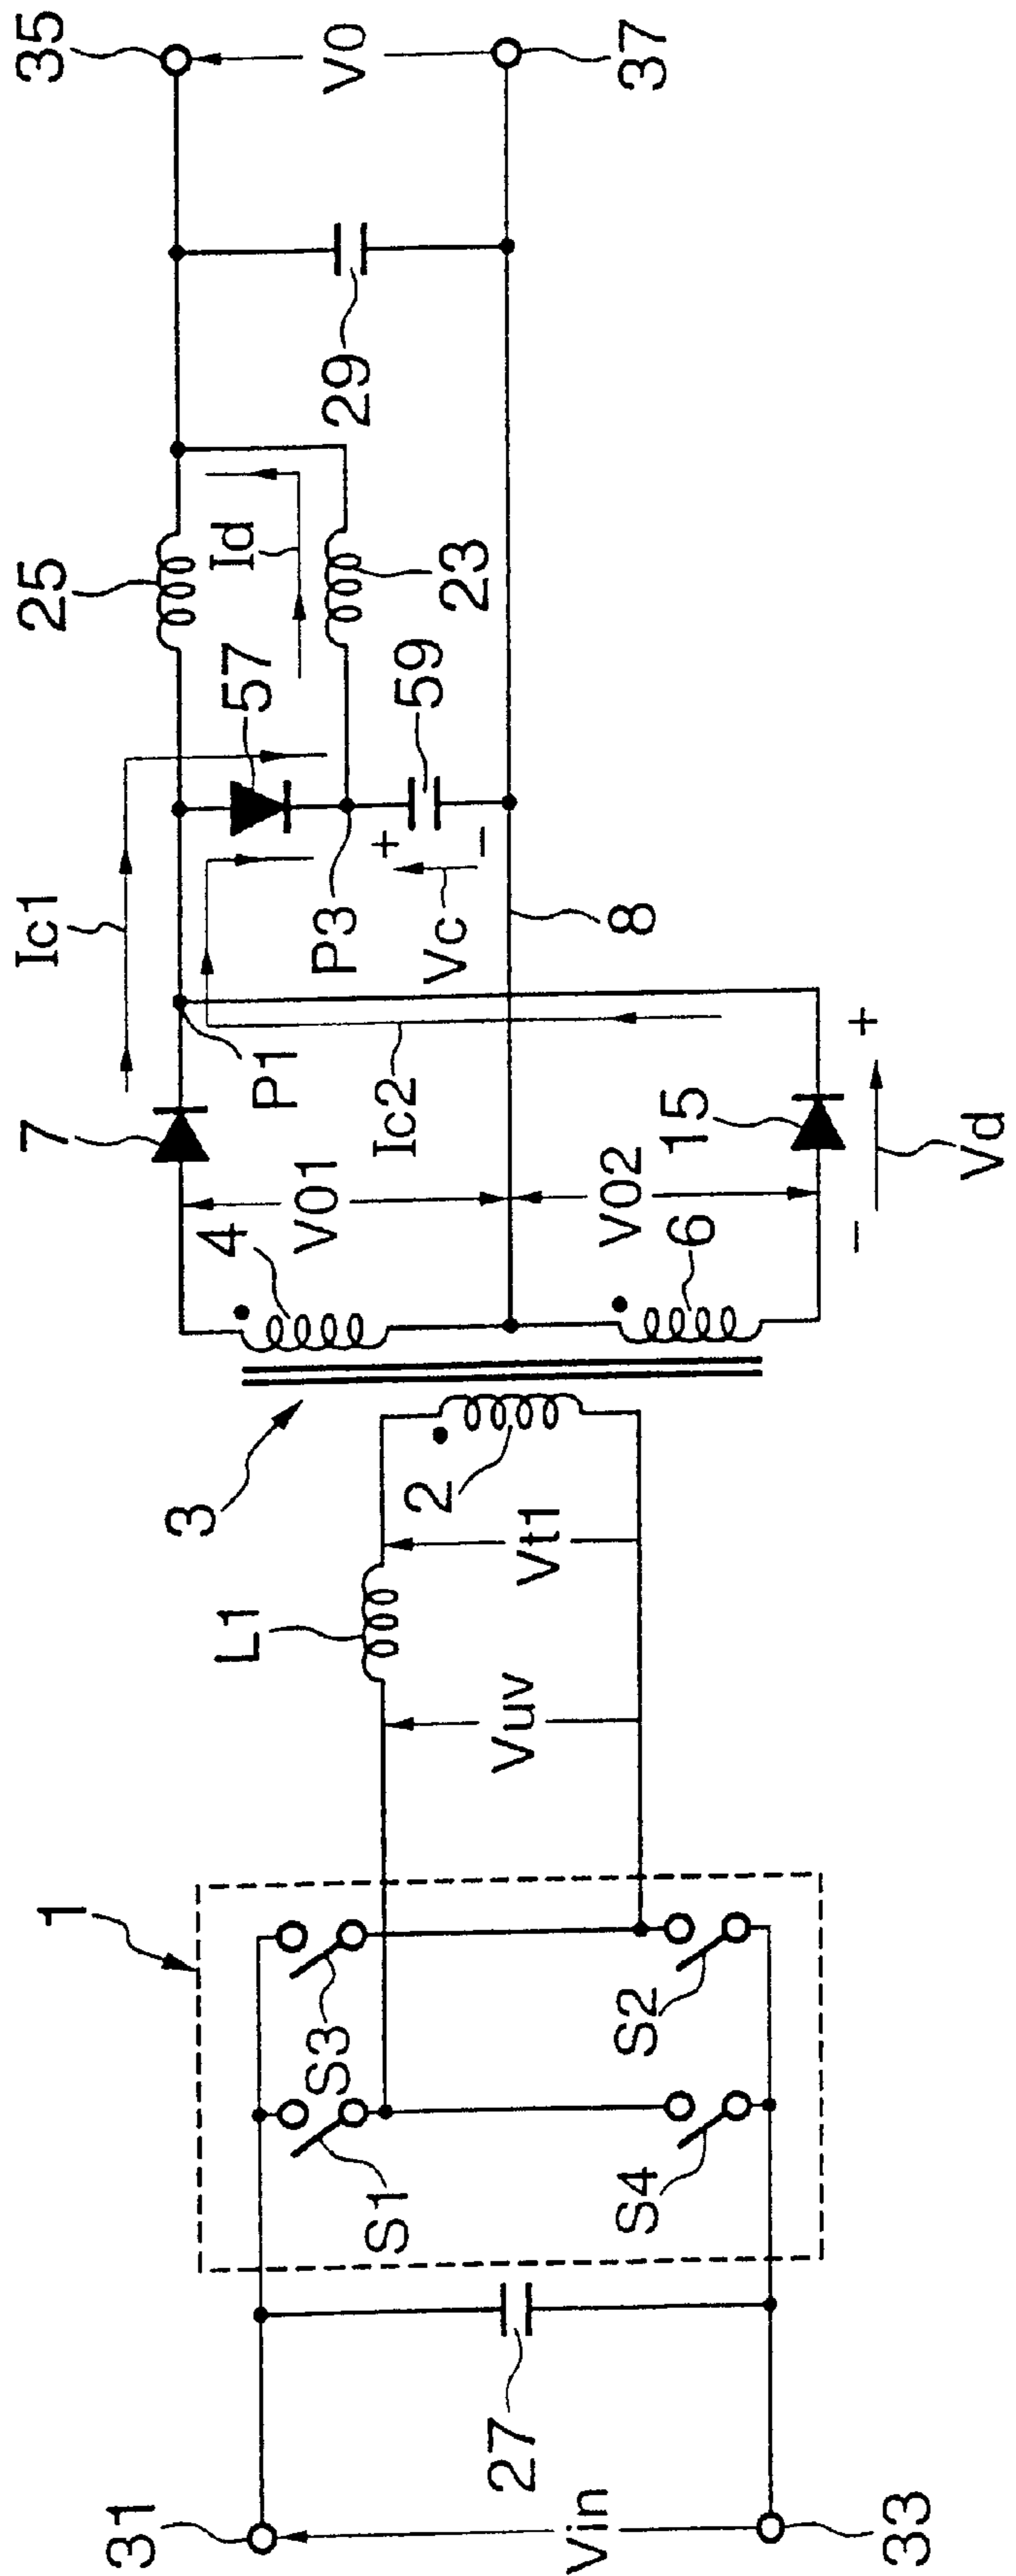 31
Vin
33
27
1
S1
S3
S4
S2
L1
Vuv
Vt1
3
2
4
6
V01
V02
7
15
Vd
−
+
P1
Ic1
Ic2
8
P3
Vc
+
−
57
59
25
Id
23
29
35
V0
37